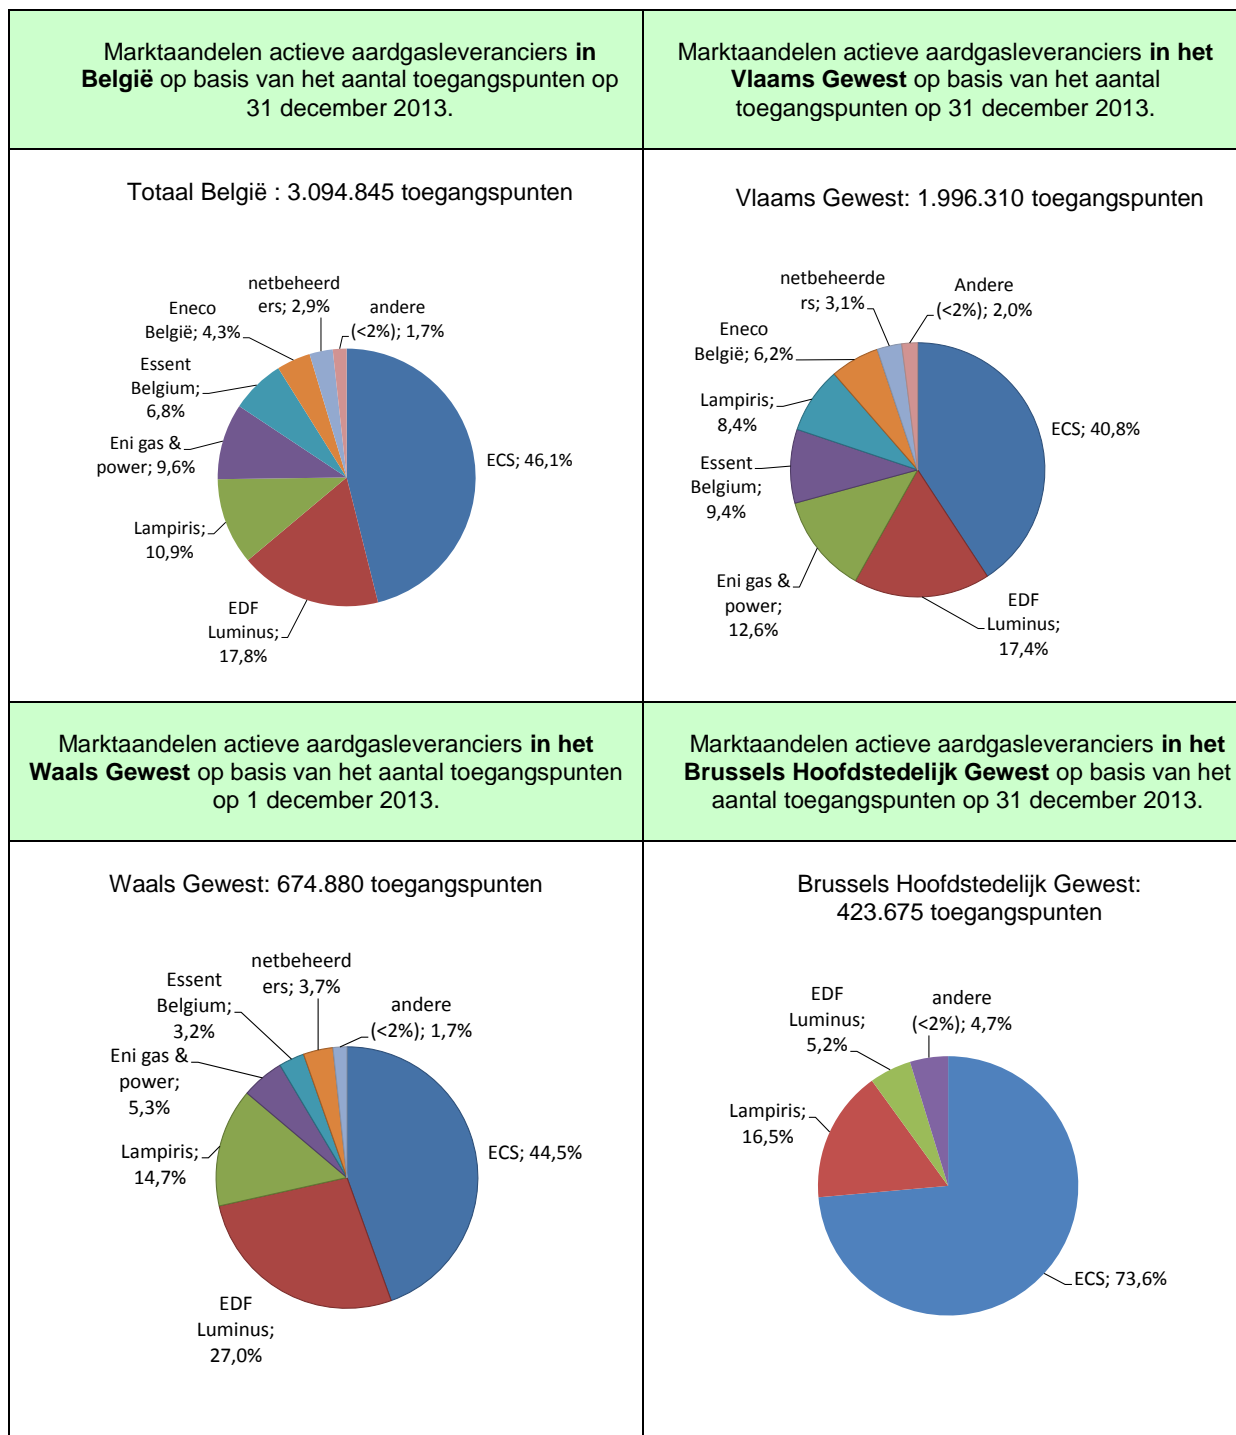 Marktaandelen actieve aardgasleveranciers in
België op basis van het aantal toegangspunten op
31 december 2013.
Marktaandelen actieve aardgasleveranciers in het
Vlaams Gewest op basis van het aantal
toegangspunten op 31 december 2013.
Totaal België : 3.094.845 toegangspunten
netbeheerd
ers; 2,9%
andere
(<2%); 1,7%
Eneco
België; 4,3%
Essent
Belgium;
6,8%
Eni gas &
power; 9,6%
ECS; 46,1%
Lampiris;
10,9%
EDF
Luminus;
17,8%
Vlaams Gewest: 1.996.310 toegangspunten
netbeheerde
rs; 3,1%
Andere
(<2%); 2,0%
Eneco
België; 6,2%
Lampiris;
8,4%
ECS; 40,8%
Essent
Belgium;
9,4%
Eni gas &
power;
12,6%
EDF
Luminus;
17,4%
Marktaandelen actieve aardgasleveranciers in het
Waals Gewest op basis van het aantal toegangspunten
op 1 december 2013.
Marktaandelen actieve aardgasleveranciers in het
Brussels Hoofdstedelijk Gewest op basis van het
aantal toegangspunten op 31 december 2013.
Waals Gewest: 674.880 toegangspunten
netbeheerd
ers; 3,7%
Essent
Belgium;
3,2%
andere
(<2%); 1,7%
Eni gas &
power;
5,3%
Lampiris;
14,7%
ECS; 44,5%
EDF
Luminus;
27,0%
Brussels Hoofdstedelijk Gewest:
423.675 toegangspunten
EDF
Luminus;
5,2%
andere
(<2%); 4,7%
Lampiris;
16,5%
ECS; 73,6%